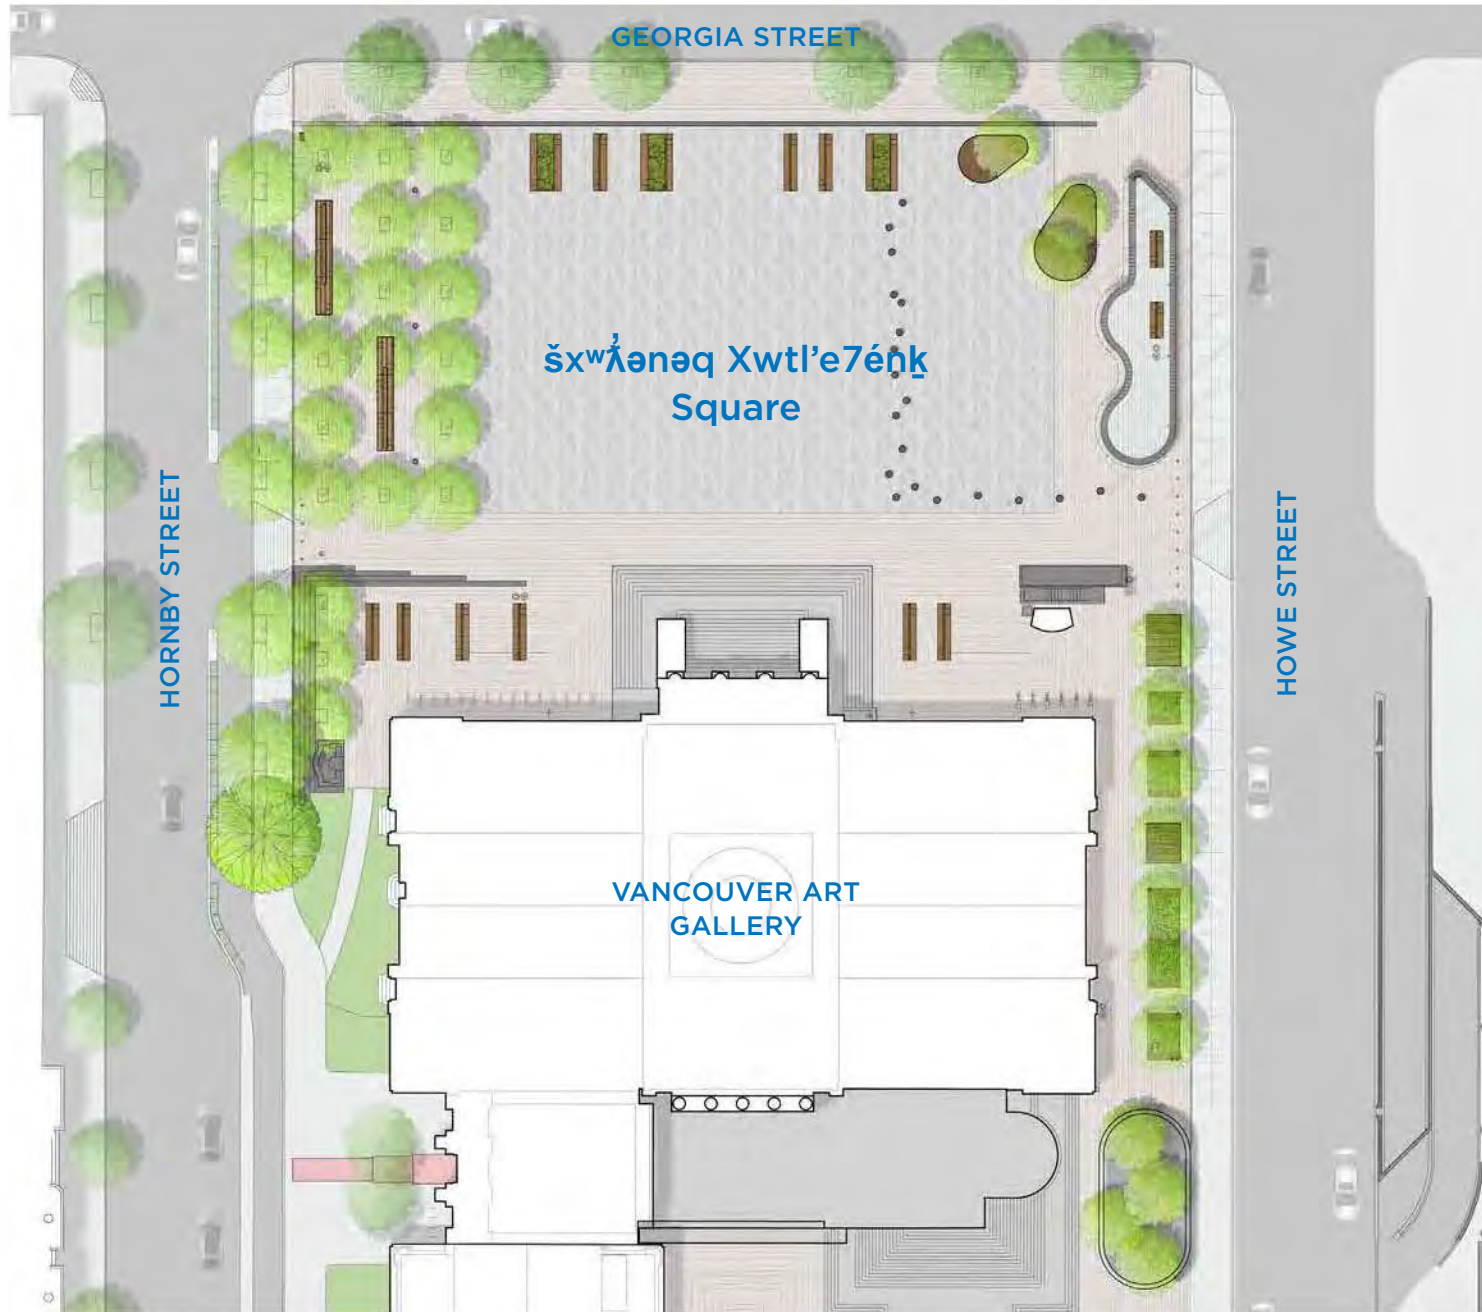 GEORGIA STREET
šxʷƛ̓ənəq Xwtl'e7énḵ
Square
HORNBY STREET
HOWE STREET
VANCOUVER ART
GALLERY